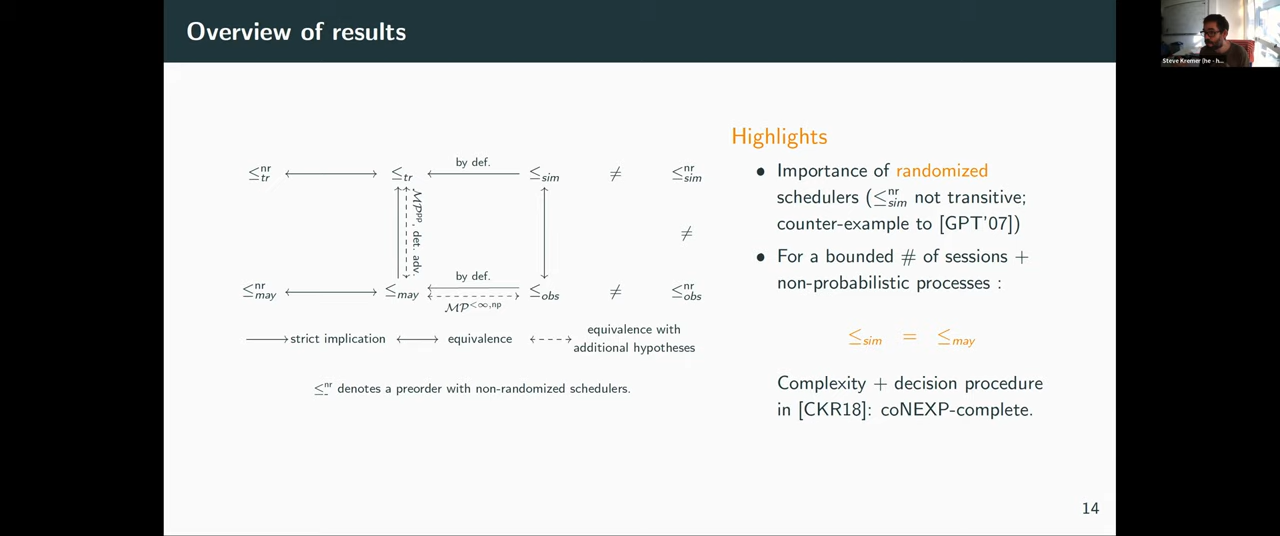 Overview of results
Steve Kremer (he - h...
Highlights
≤ⁿʳ_tr ⟷ ≤_tr ⟵ by def. ≤_sim ≠ ≤ⁿʳ_sim
MP^pp, det. adv.
≠
≤ⁿʳ_may ⟷ ≤_may ⟵ by def. ≤_obs ≠ ≤ⁿʳ_obs
MP^<∞,np
strict implication
equivalence
equivalence with
additional hypotheses
≤ⁿʳ_- denotes a preorder with non-randomized schedulers.
• Importance of randomized
schedulers (≤ⁿʳ_sim not transitive;
counter-example to [GPT'07])
• For a bounded # of sessions +
non-probabilistic processes :
≤_sim = ≤_may
Complexity + decision procedure
in [CKR18]: coNEXP-complete.
14